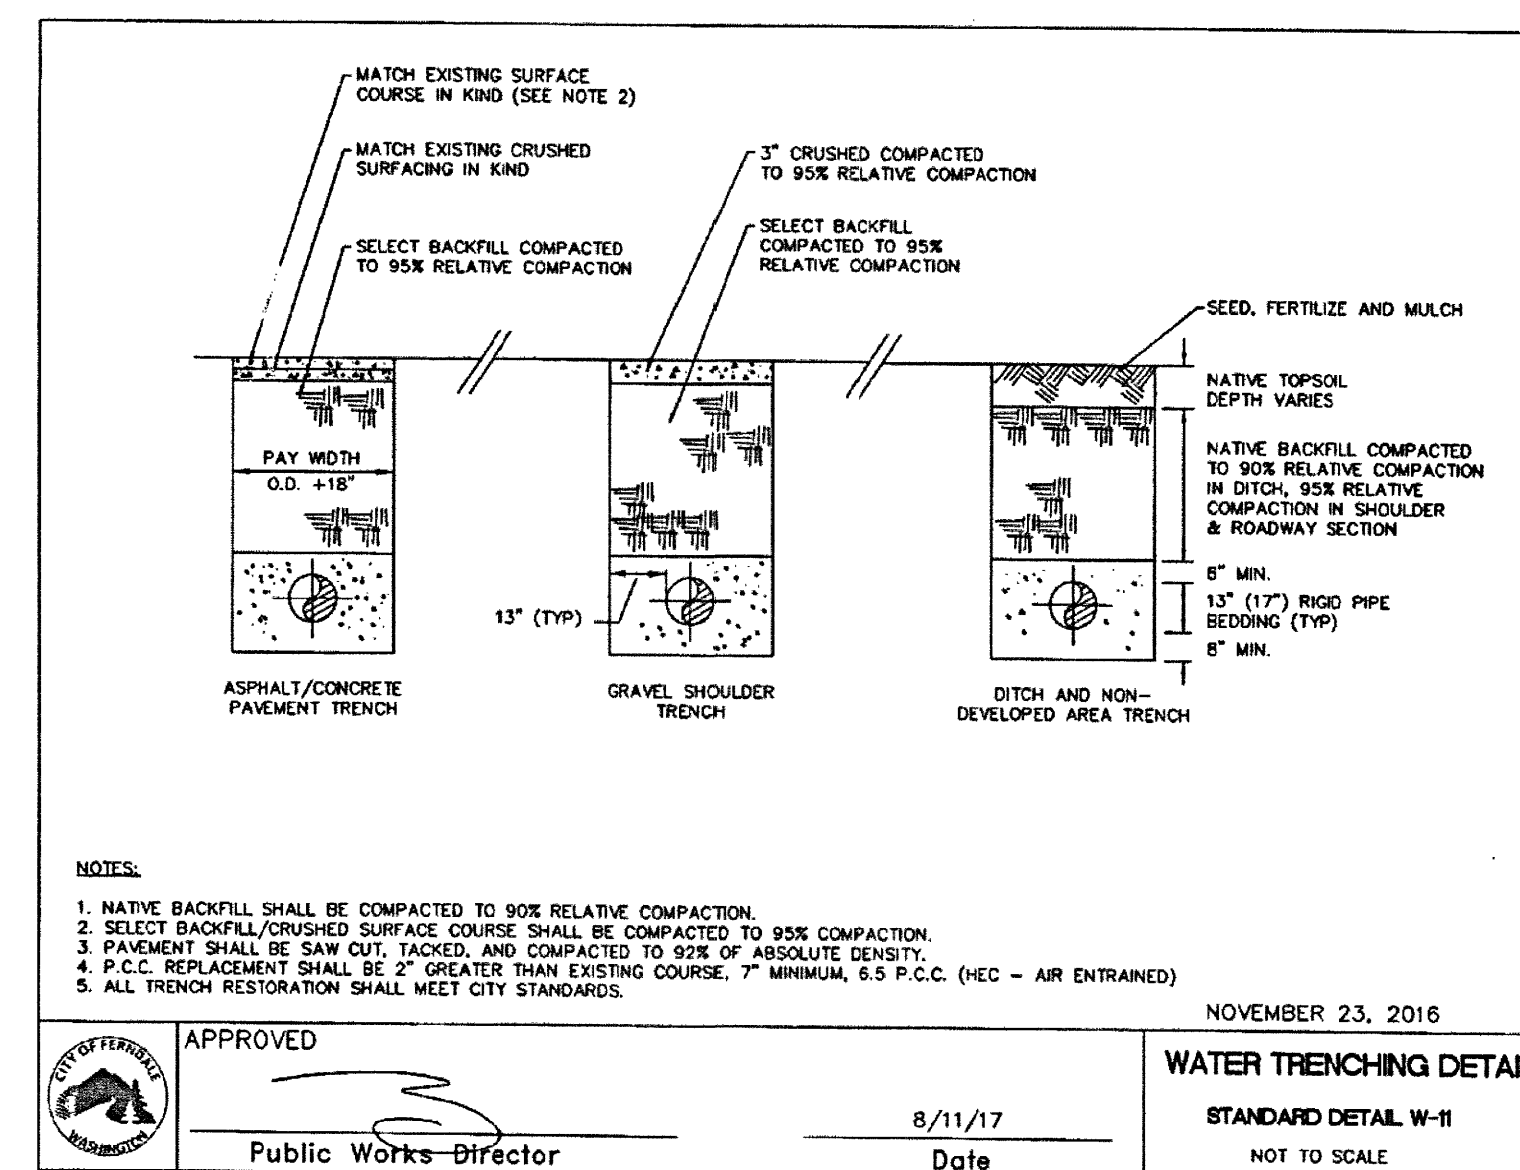 MATCH EXISTING SURFACE
COURSE IN KIND (SEE NOTE 2)
MATCH EXISTING CRUSHED
SURFACING IN KIND
SELECT BACKFILL COMPACTED
TO 95% RELATIVE COMPACTION
3" CRUSHED COMPACTED
TO 95% RELATIVE COMPACTION
SELECT BACKFILL
COMPACTED TO 95%
RELATIVE COMPACTION
SEED, FERTILIZE AND MULCH
NATIVE TOPSOIL
DEPTH VARIES
NATIVE BACKFILL COMPACTED
TO 90% RELATIVE COMPACTION
IN DITCH, 95% RELATIVE
COMPACTION IN SHOULDER
& ROADWAY SECTION
PAY WIDTH
O.D. +18"
13" (TYP)
6" MIN.
13" (17") RIGID PIPE
BEDDING (TYP)
8" MIN.
ASPHALT/CONCRETE
PAVEMENT TRENCH
GRAVEL SHOULDER
TRENCH
DITCH AND NON-
DEVELOPED AREA TRENCH
NOTES:
1. NATIVE BACKFILL SHALL BE COMPACTED TO 90% RELATIVE COMPACTION.
2. SELECT BACKFILL/CRUSHED SURFACE COURSE SHALL BE COMPACTED TO 95% COMPACTION.
3. PAVEMENT SHALL BE SAW CUT, TACKED, AND COMPACTED TO 92% OF ABSOLUTE DENSITY.
4. P.C.C. REPLACEMENT SHALL BE 2" GREATER THAN EXISTING COURSE, 7" MINIMUM, 6.5 P.C.C. (HEC - AIR ENTRAINED)
5. ALL TRENCH RESTORATION SHALL MEET CITY STANDARDS.
NOVEMBER 23, 2016
CITY OF FERNDALE
WASHINGTON
APPROVED
Public Works Director
8/11/17
Date
WATER TRENCHING DETAI
STANDARD DETAIL W-11
NOT TO SCALE